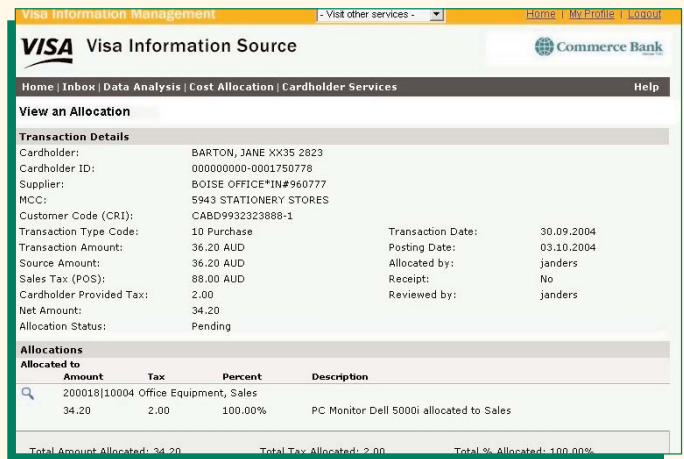 Visa Information Management - Visit other services - Home | My Profile | Logout
VISA Visa Information Source Commerce Bank
Home | Inbox | Data Analysis | Cost Allocation | Cardholder Services Help
View an Allocation
Transaction Details
Cardholder: BARTON, JANE XX35 2823
Cardholder ID: 000000000-0001750778
Supplier: BOISE OFFICE*IN#960777
MCC: 5943 STATIONERY STORES
Customer Code (CRI): CABD9932323888-1
Transaction Type Code: 10 Purchase Transaction Date: 30.09.2004
Transaction Amount: 36.20 AUD Posting Date: 03.10.2004
Source Amount: 36.20 AUD Allocated by: janders
Sales Tax (POS): 88.00 AUD Receipt: No
Cardholder Provided Tax: 2.00 Reviewed by: janders
Net Amount: 34.20
Allocation Status: Pending
Allocations
Allocated to
Amount Tax Percent Description
200018|10004 Office Equipment, Sales
34.20 2.00 100.00% PC Monitor Dell 5000i allocated to Sales
Total Amount Allocated: 34.20 Total Tax Allocated: 2.00 Total % Allocated: 100.00%